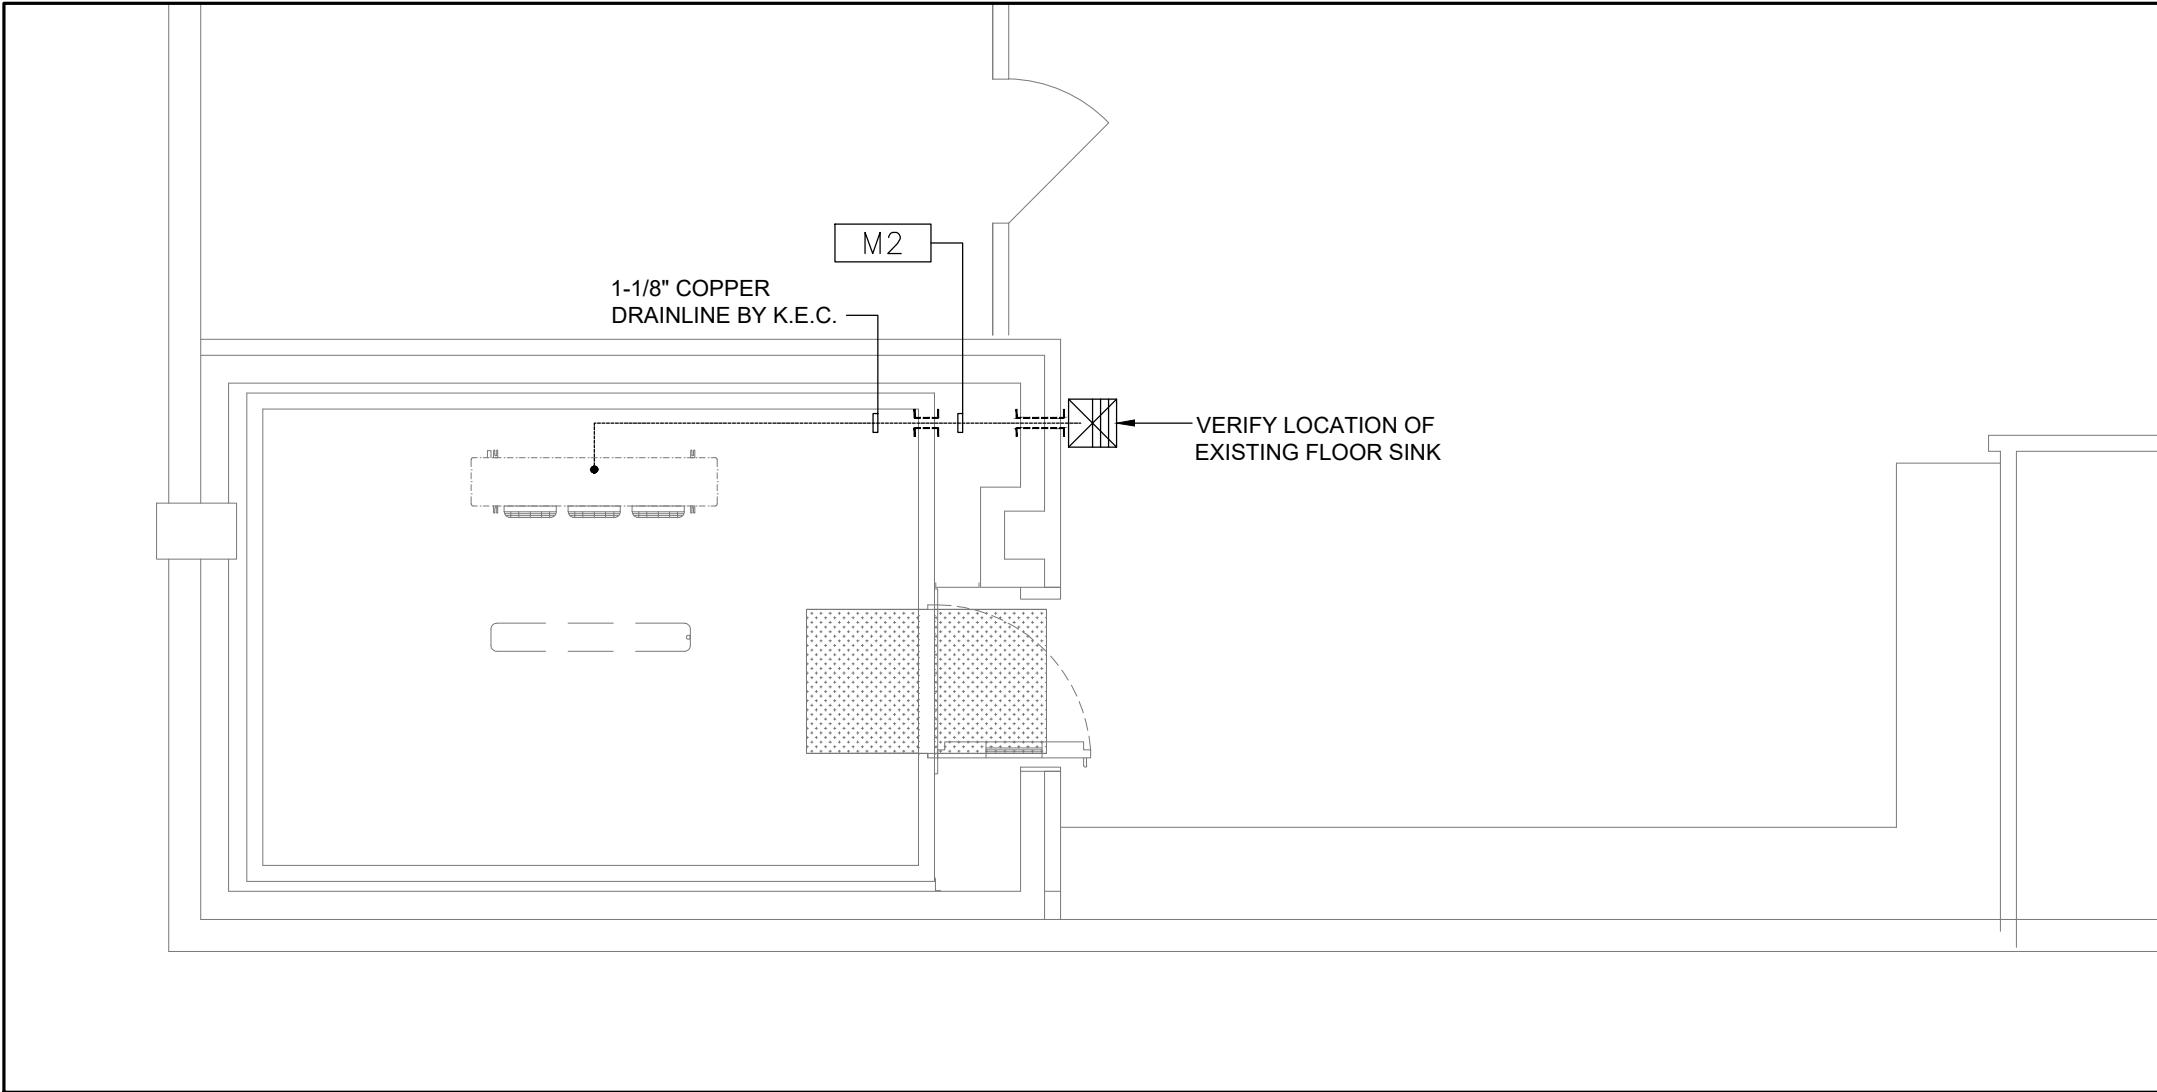 M2
1-1/8" COPPER
DRAINLINE BY K.E.C.
VERIFY LOCATION OF
EXISTING FLOOR SINK